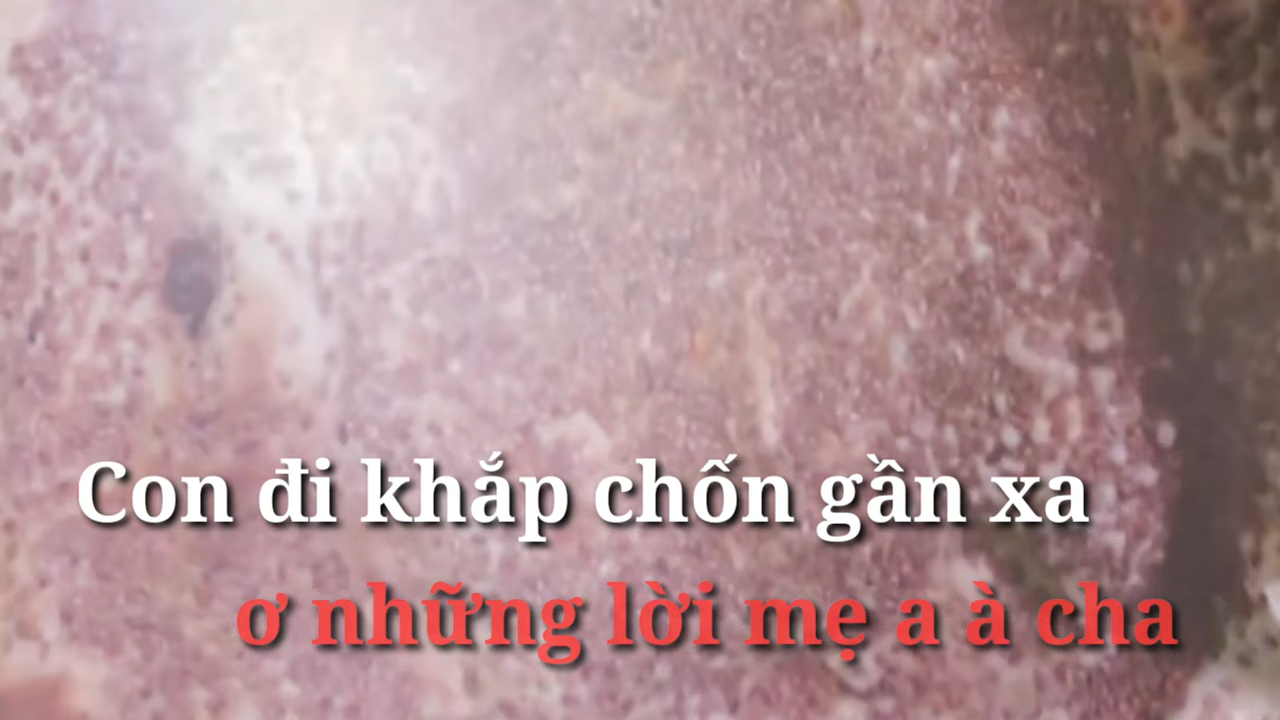 Con đi khắp chốn gần xa
ơ những lời mẹ a à cha